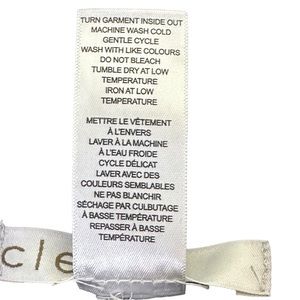 TURN GARMENT INSIDE OUT
MACHINE WASH COLD
GENTLE CYCLE
WASH WITH LIKE COLOURS
DO NOT BLEACH
TUMBLE DRY AT LOW
TEMPERATURE
IRON AT LOW
TEMPERATURE
METTRE LE VÊTEMENT
À L'ENVERS
LAVER À LA MACHINE
À L'EAU FROIDE
CYCLE DÉLICAT
LAVER AVEC DES
COULEURS SEMBLABLES
NE PAS BLANCHIR
SÉCHAGE PAR CULBUTAGE
À BASSE TEMPÉRATURE
REPASSER À BASSE
TEMPÉRATURE
cle